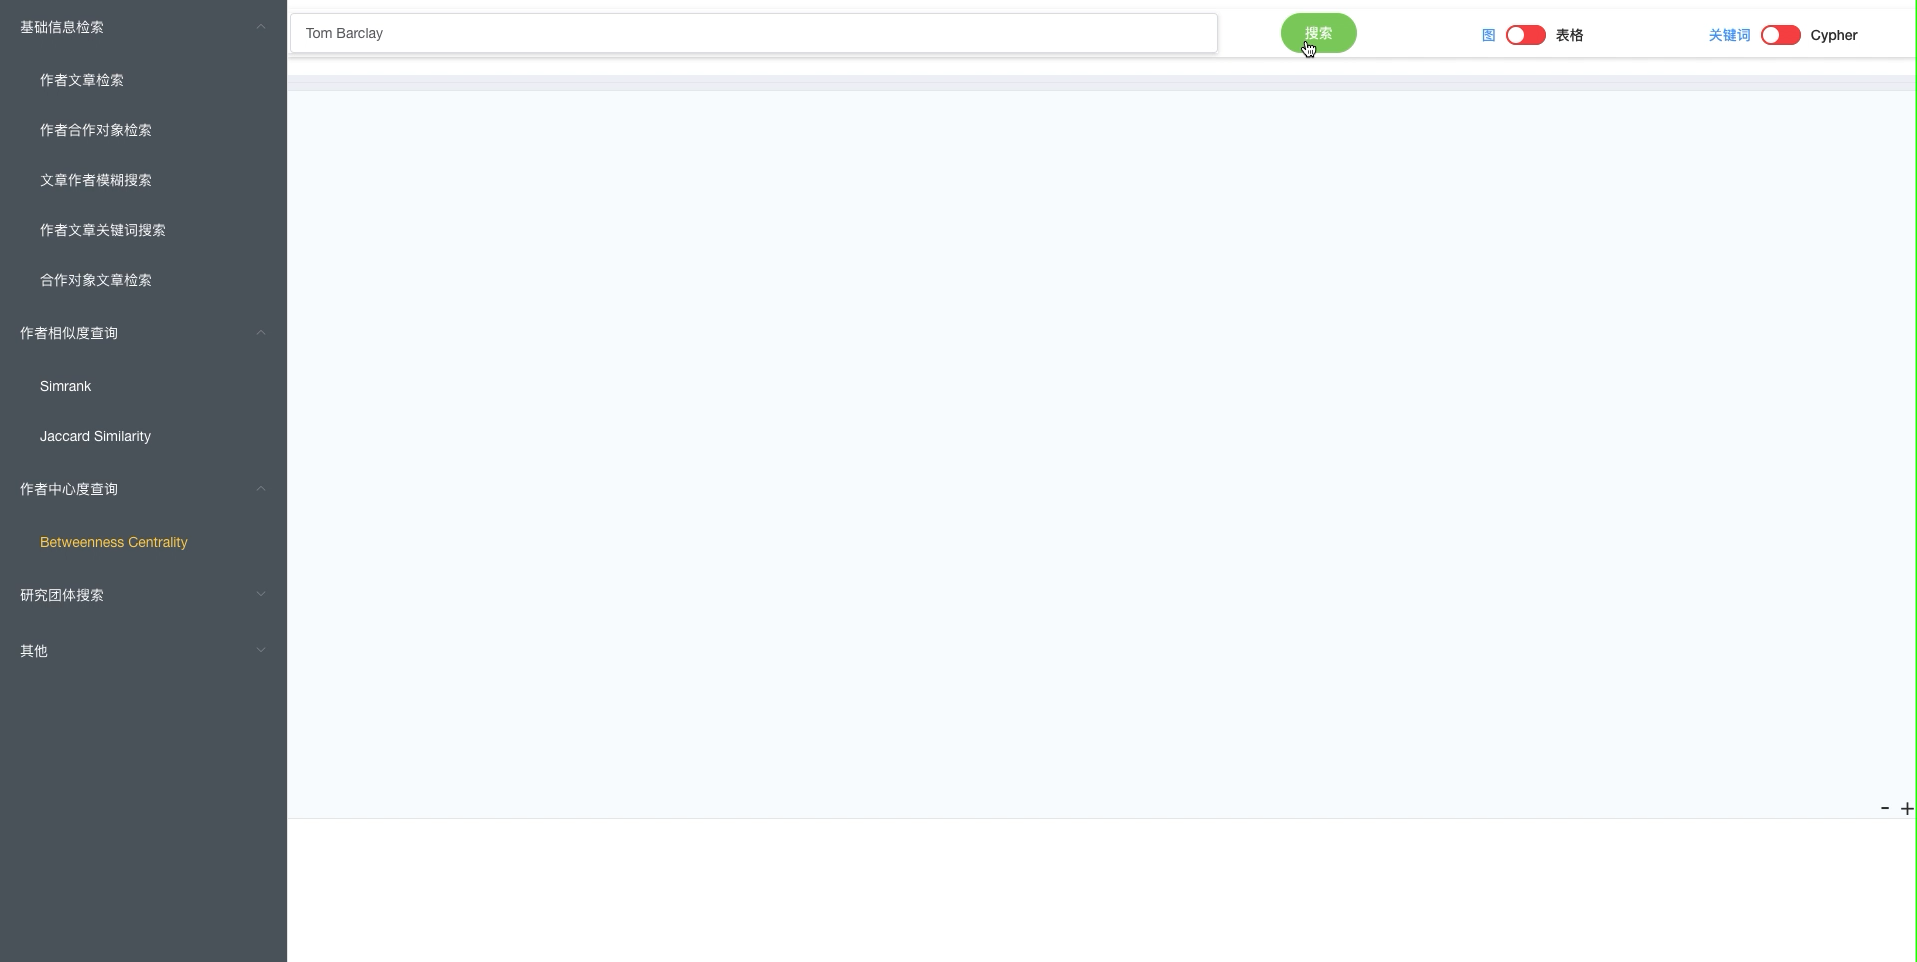 基础信息检索
作者文章检索
作者合作对象检索
文章作者模糊搜索
作者文章关键词搜索
合作对象文章检索
作者相似度查询
Simrank
Jaccard Similarity
作者中心度查询
Betweenness Centrality
研究团体搜索
其他
Tom Barclay
搜索
图 表格
关键词 Cypher
- +